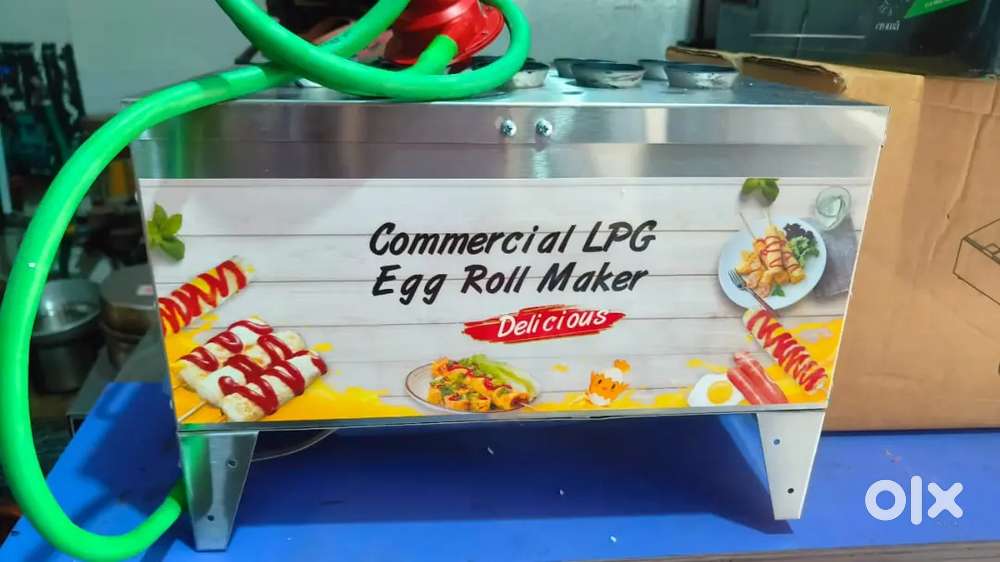 Commercial LPG
Egg Roll Maker
Delicious
olx